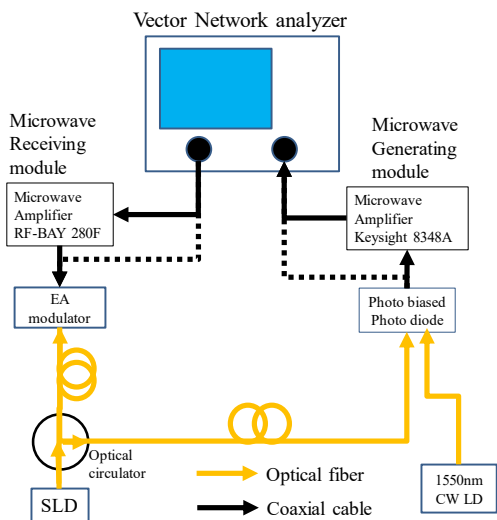 Vector Network analyzer
Microwave
Receiving
module
Microwave
Generating
module
Microwave
Amplifier
RF-BAY 280F
Microwave
Amplifier
Keysight 8348A
EA
modulator
Photo biased
Photo diode
Optical
circulator
SLD
Optical fiber
Coaxial cable
1550nm
CW LD